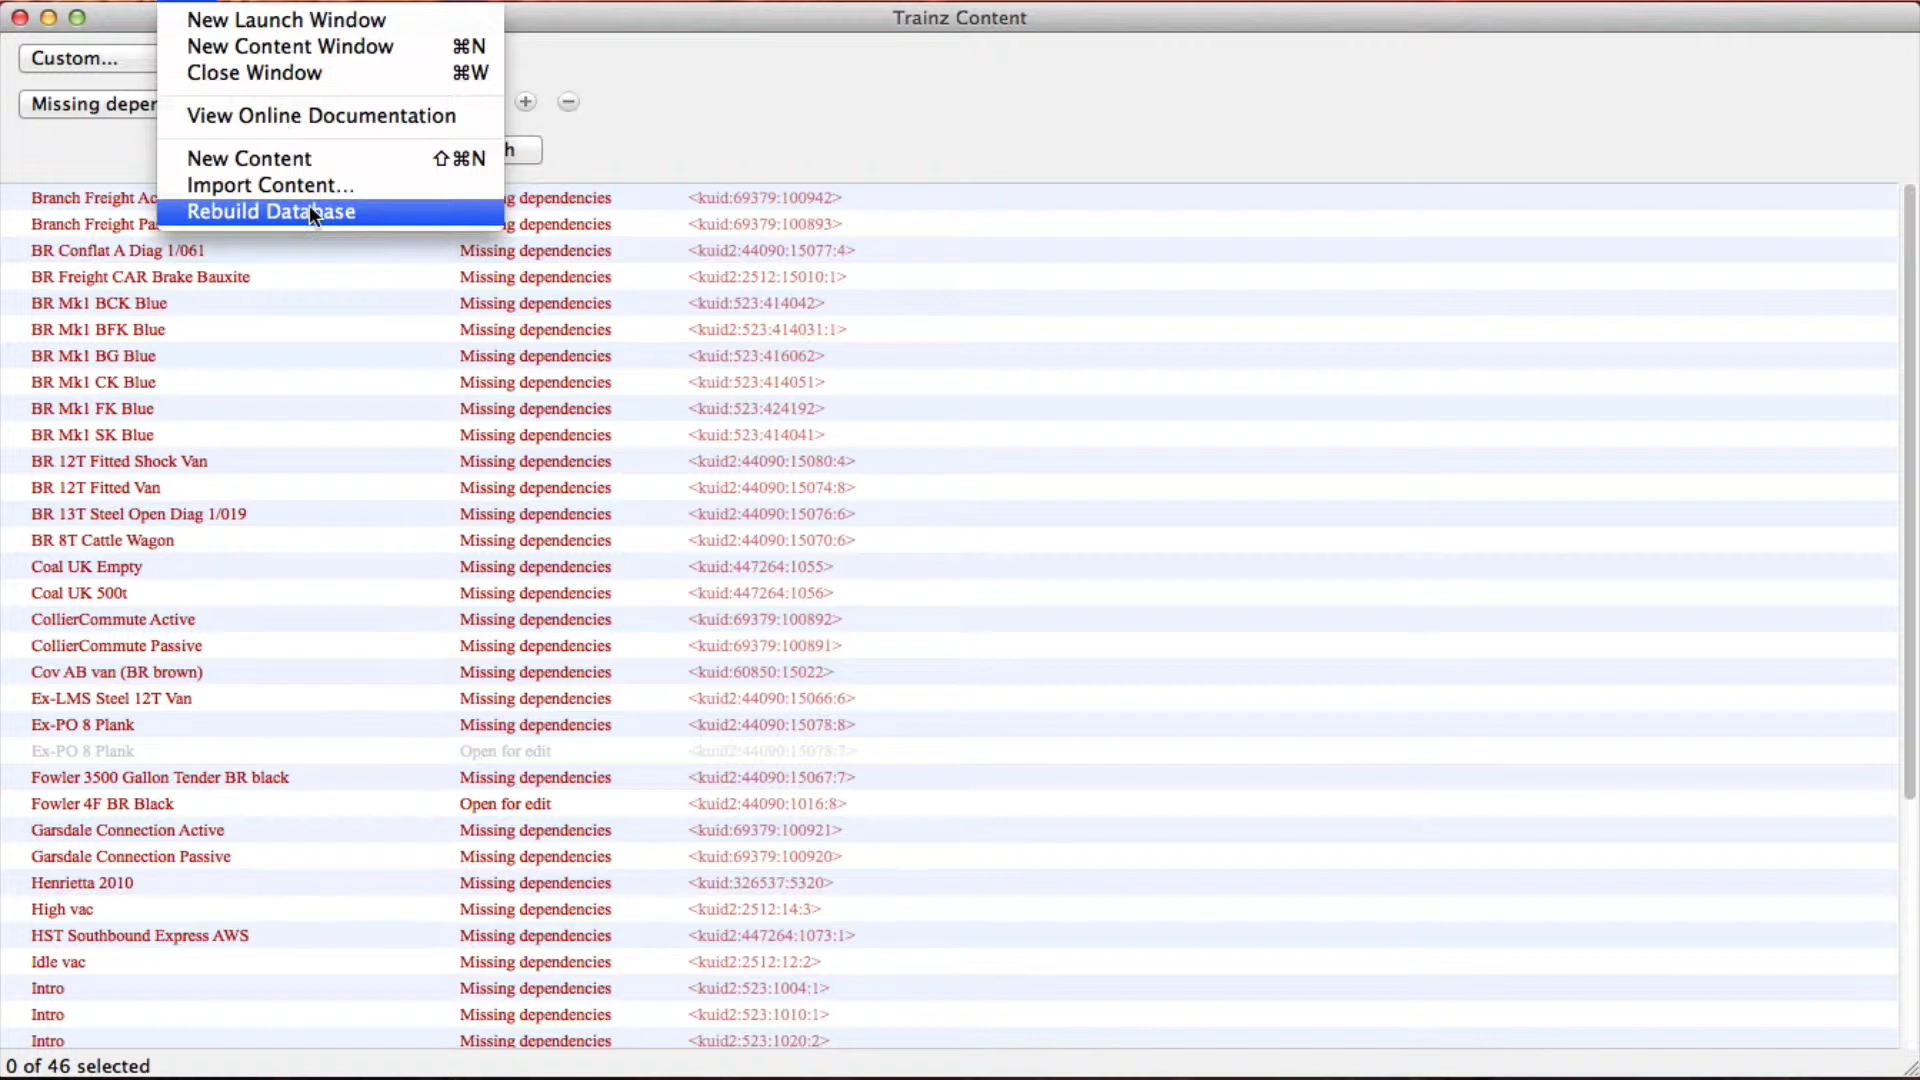 Trainz Content
New Launch Window
New Content Window ⌘N
Close Window ⌘W
View Online Documentation
New Content ⇧⌘N
Import Content...
Rebuild Database
Custom...
Missing deper
h
Branch Freight Ac g dependencies <kuid:69379:100942>
Branch Freight Pa g dependencies <kuid:69379:100893>
BR Conflat A Diag 1/061 Missing dependencies <kuid2:44090:15077:4>
BR Freight CAR Brake Bauxite Missing dependencies <kuid2:2512:15010:1>
BR Mk1 BCK Blue Missing dependencies <kuid:523:414042>
BR Mk1 BFK Blue Missing dependencies <kuid2:523:414031:1>
BR Mk1 BG Blue Missing dependencies <kuid:523:416062>
BR Mk1 CK Blue Missing dependencies <kuid:523:414051>
BR Mk1 FK Blue Missing dependencies <kuid:523:424192>
BR Mk1 SK Blue Missing dependencies <kuid:523:414041>
BR 12T Fitted Shock Van Missing dependencies <kuid2:44090:15080:4>
BR 12T Fitted Van Missing dependencies <kuid2:44090:15074:8>
BR 13T Steel Open Diag 1/019 Missing dependencies <kuid2:44090:15076:6>
BR 8T Cattle Wagon Missing dependencies <kuid2:44090:15070:6>
Coal UK Empty Missing dependencies <kuid:447264:1055>
Coal UK 500t Missing dependencies <kuid:447264:1056>
CollierCommute Active Missing dependencies <kuid:69379:100892>
CollierCommute Passive Missing dependencies <kuid:69379:100891>
Cov AB van (BR brown) Missing dependencies <kuid:60850:15022>
Ex-LMS Steel 12T Van Missing dependencies <kuid2:44090:15066:6>
Ex-PO 8 Plank Missing dependencies <kuid2:44090:15078:8>
Ex-PO 8 Plank Open for edit <kuid2:44090:15078:7>
Fowler 3500 Gallon Tender BR black Missing dependencies <kuid2:44090:15067:7>
Fowler 4F BR Black Open for edit <kuid2:44090:1016:8>
Garsdale Connection Active Missing dependencies <kuid:69379:100921>
Garsdale Connection Passive Missing dependencies <kuid:69379:100920>
Henrietta 2010 Missing dependencies <kuid:326537:5320>
High vac Missing dependencies <kuid2:2512:14:3>
HST Southbound Express AWS Missing dependencies <kuid2:447264:1073:1>
Idle vac Missing dependencies <kuid2:2512:12:2>
Intro Missing dependencies <kuid2:523:1004:1>
Intro Missing dependencies <kuid2:523:1010:1>
Intro Missing dependencies <kuid2:523:1020:2>
0 of 46 selected